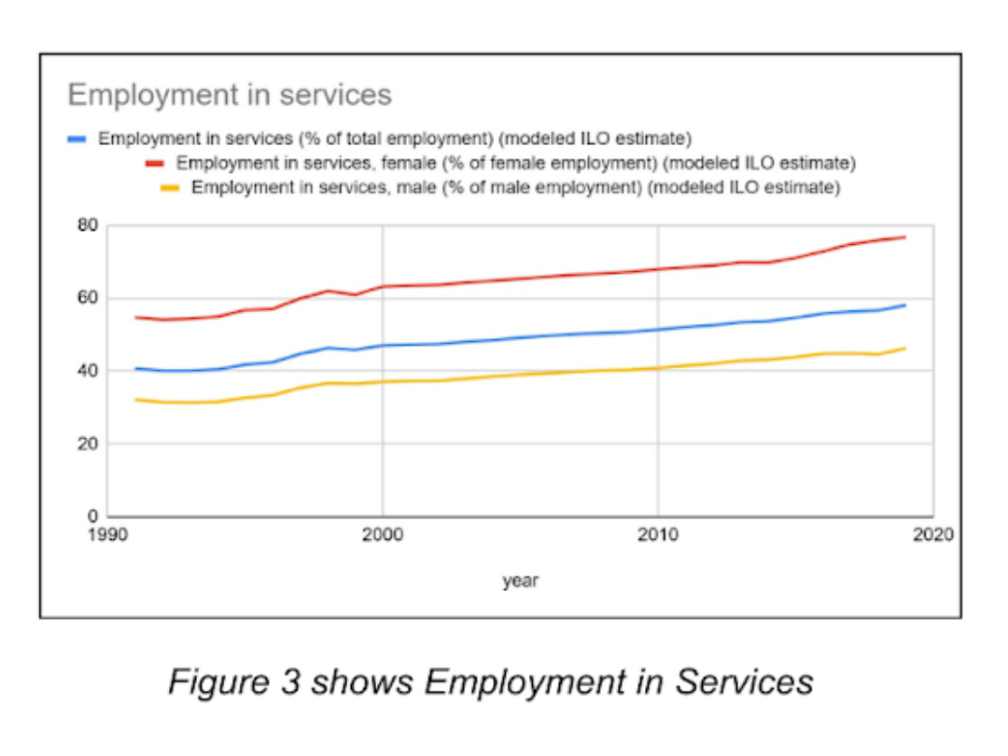 Employment in services
Employment in services (% of total employment) (modeled ILO estimate)
Employment in services, female (% of female employment) (modeled ILO estimate)
Employment in services, male (% of male employment) (modeled ILO estimate)
80
60
40
20
0
1990 2000 2010 2020
year
Figure 3 shows Employment in Services